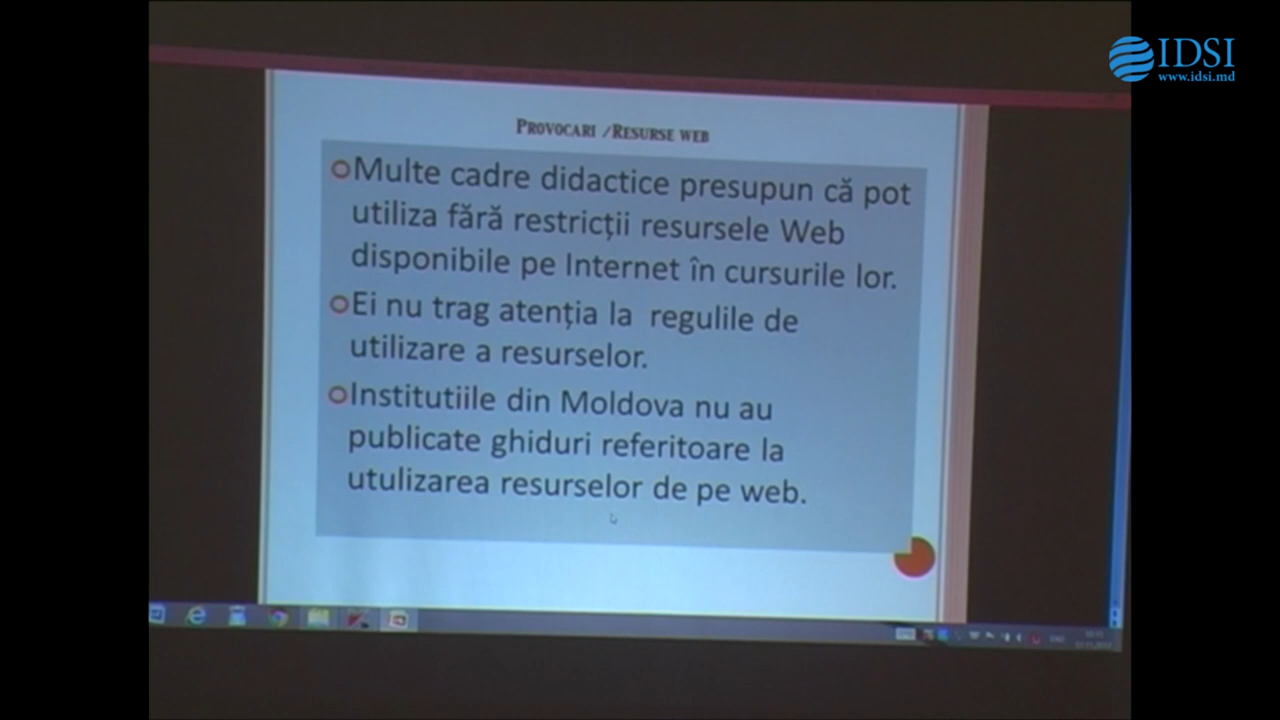 IDSI
www.idsi.md
PROVOCARI /RESURSE WEB
Multe cadre didactice presupun că pot
utiliza fără restricții resursele Web
disponibile pe Internet în cursurile lor.
Ei nu trag atenția la regulile de
utilizare a resurselor.
Institutiile din Moldova nu au
publicate ghiduri referitoare la
utulizarea resurselor de pe web.